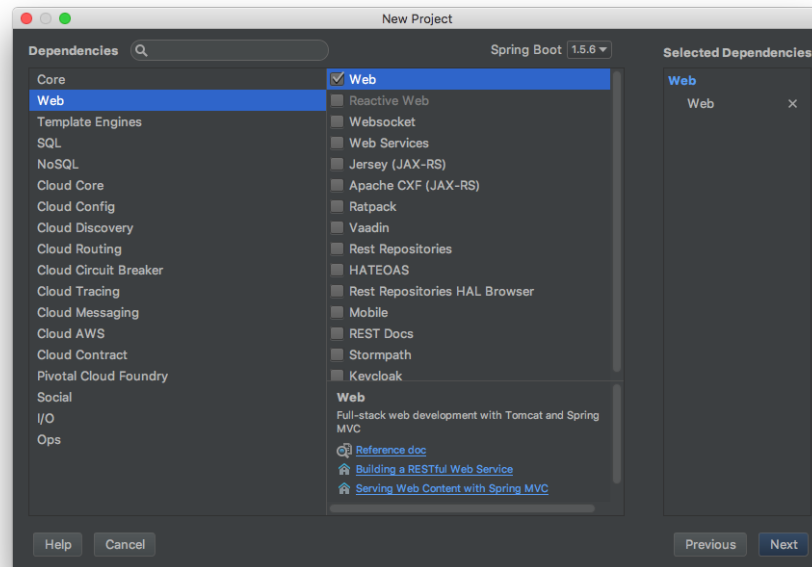 New Project
Dependencies
Spring Boot 1.5.6
Selected Dependencies
Core
Web
Template Engines
SQL
NoSQL
Cloud Core
Cloud Config
Cloud Discovery
Cloud Routing
Cloud Circuit Breaker
Cloud Tracing
Cloud Messaging
Cloud AWS
Cloud Contract
Pivotal Cloud Foundry
Social
I/O
Ops
Web
Reactive Web
Websocket
Web Services
Jersey (JAX-RS)
Apache CXF (JAX-RS)
Ratpack
Vaadin
Rest Repositories
HATEOAS
Rest Repositories HAL Browser
Mobile
REST Docs
Stormpath
Keycloak
Web
Full-stack web development with Tomcat and Spring
MVC
Reference doc
Building a RESTful Web Service
Serving Web Content with Spring MVC
Web
Web
Help
Cancel
Previous
Next